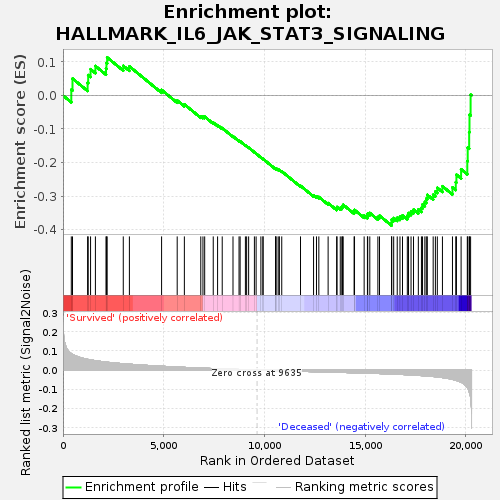 Enrichment plot:
HALLMARK_IL6_JAK_STAT3_SIGNALING
Enrichment score (ES)
0.1
0.0
-0.1
-0.2
-0.3
-0.4
Ranked list metric (Signal2Noise)
0.3
0.2
0.1
0.0
-0.1
-0.2
-0.3
'Survived' (positively correlated)
Zero cross at 9635
'Deceased' (negatively correlated)
0
5,000
10,000
15,000
20,000
Rank in Ordered Dataset
Enrichment profile
Hits
Ranking metric scores